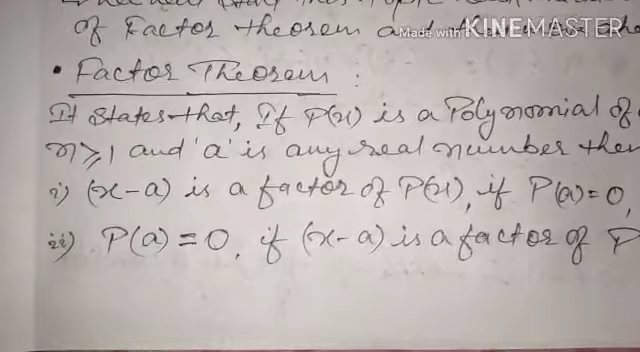 of Factor theorem and
Made with KINEMASTER
• Factor Theorem :
It states that, If P(x) is a Polynomial of
n ≥ 1 and 'a' is any real number then
i) (x-a) is a factor of P(x), if P(a) = 0,
ii) P(a) = 0, if (x-a) is a factor of P